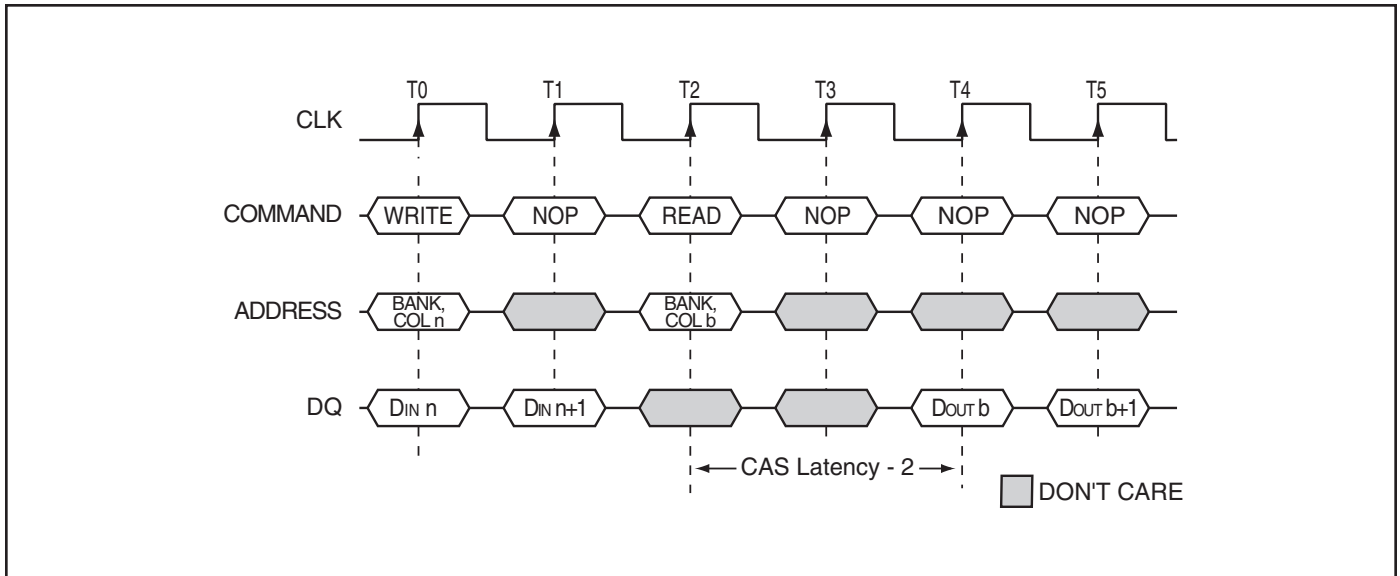 T0 T1 T2 T3 T4 T5
CLK
COMMAND WRITE NOP READ NOP NOP NOP
ADDRESS BANK, COL n BANK, COL b
DQ DIN n DIN n+1 DOUT b DOUT b+1
CAS Latency - 2
DON'T CARE